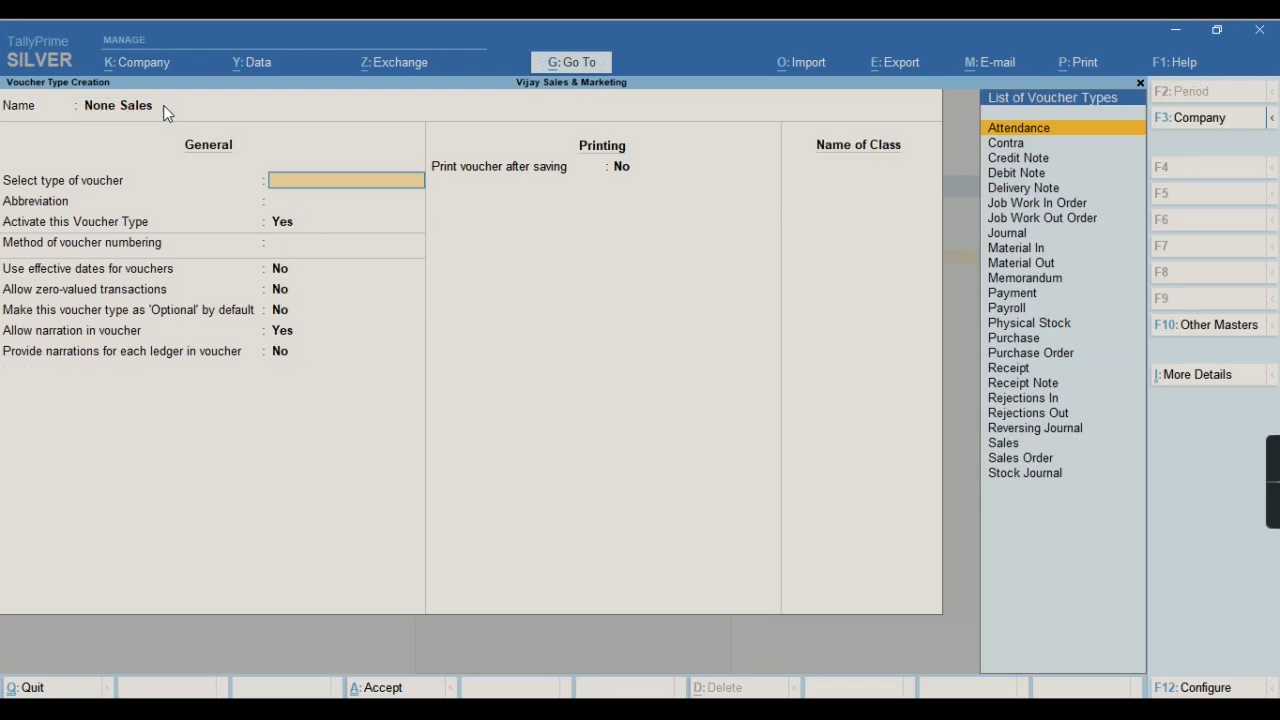 TallyPrime
SILVER
MANAGE
K: Company
Y: Data
Z: Exchange
G: Go To
O: Import
E: Export
M: E-mail
P: Print
F1: Help
Voucher Type Creation
Vijay Sales & Marketing
Name : None Sales
General
Select type of voucher :
Abbreviation :
Activate this Voucher Type : Yes
Method of voucher numbering :
Use effective dates for vouchers : No
Allow zero-valued transactions : No
Make this voucher type as 'Optional' by default : No
Allow narration in voucher : Yes
Provide narrations for each ledger in voucher : No
Printing
Print voucher after saving : No
Name of Class
List of Voucher Types
Attendance
Contra
Credit Note
Debit Note
Delivery Note
Job Work In Order
Job Work Out Order
Journal
Material In
Material Out
Memorandum
Payment
Payroll
Physical Stock
Purchase
Purchase Order
Receipt
Receipt Note
Rejections In
Rejections Out
Reversing Journal
Sales
Sales Order
Stock Journal
F2: Period
F3: Company
F4
F5
F6
F7
F8
F9
F10: Other Masters
I: More Details
Q: Quit
A: Accept
D: Delete
F12: Configure